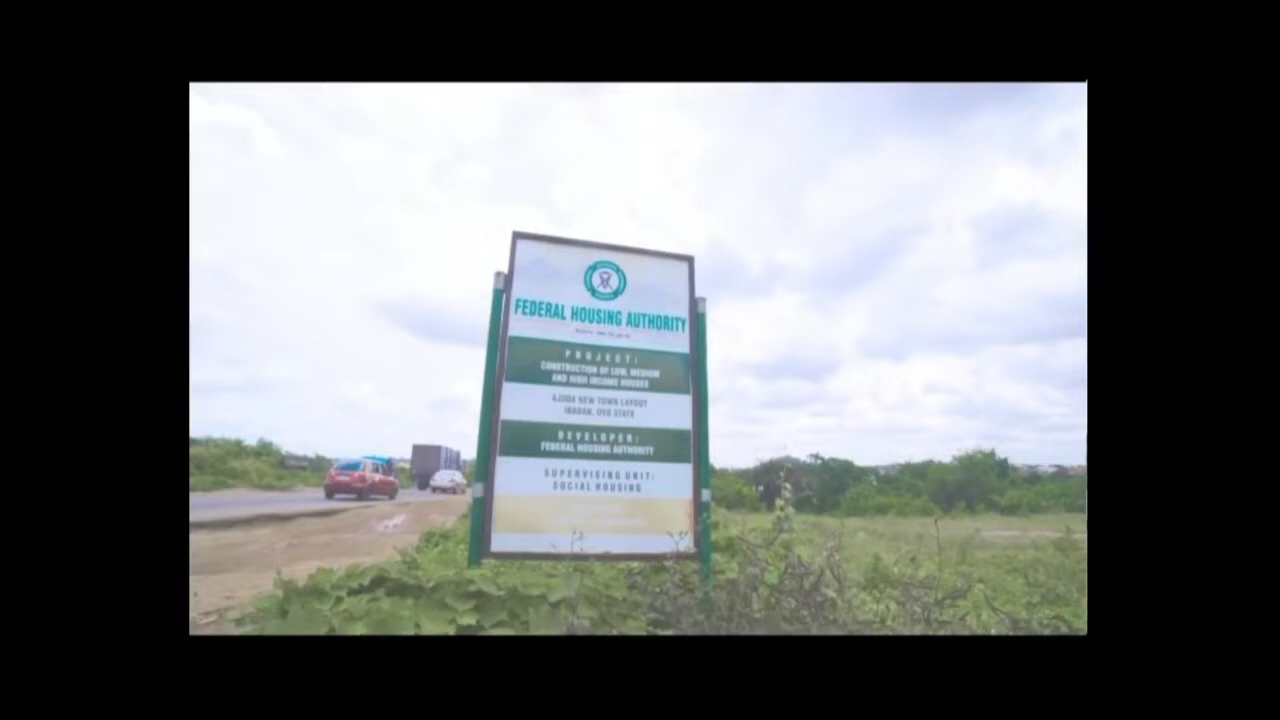 FEDERAL HOUSING AUTHORITY
PROJECT:
CONSTRUCTION OF LOW, MEDIUM
AND HIGH INCOME HOUSES
AJODA NEW TOWN LAYOUT
IBADAN, OYO STATE
DEVELOPER:
FEDERAL HOUSING AUTHORITY
SUPERVISING UNIT:
SOCIAL HOUSING